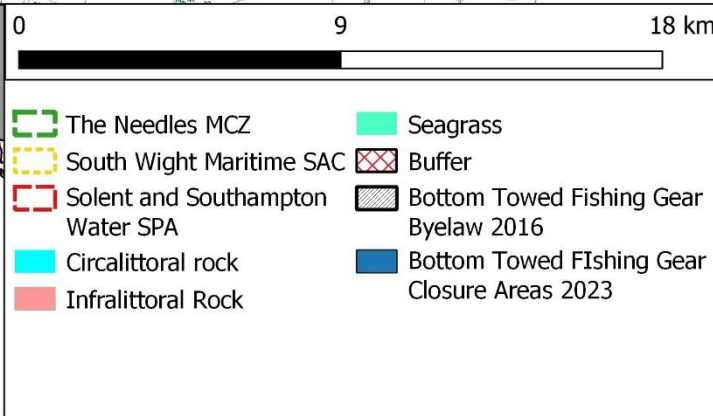 0 9 18 km
The Needles MCZ
South Wight Maritime SAC
Solent and Southampton
Water SPA
Circalittoral rock
Infralittoral Rock
Seagrass
Buffer
Bottom Towed Fishing Gear
Byelaw 2016
Bottom Towed FIshing Gear
Closure Areas 2023